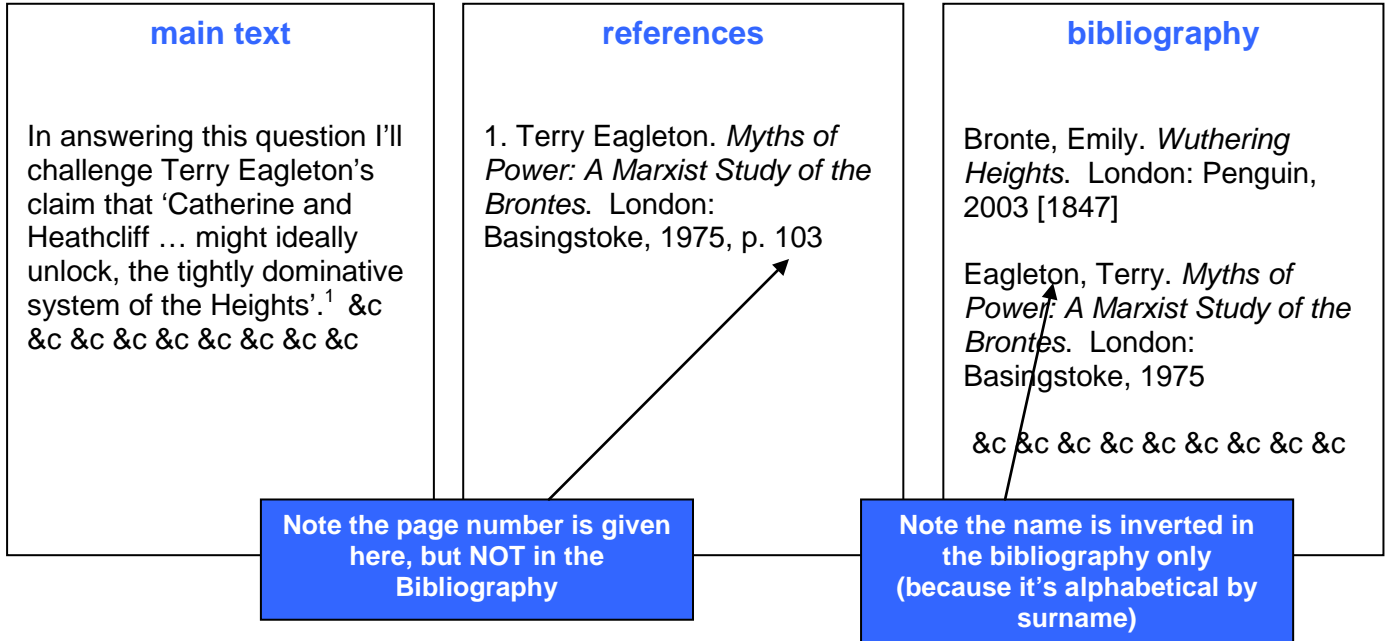 main text
In answering this question I’ll
challenge Terry Eagleton’s
claim that ‘Catherine and
Heathcliff … might ideally
unlock, the tightly dominative
system of the Heights’.1 &c
&c &c &c &c &c &c &c &c
references
1. Terry Eagleton. Myths of
Power: A Marxist Study of the
Brontes. London:
Basingstoke, 1975, p. 103
bibliography
Bronte, Emily. Wuthering
Heights. London: Penguin,
2003 [1847]
Eagleton, Terry. Myths of
Power: A Marxist Study of the
Brontes. London:
Basingstoke, 1975
&c &c &c &c &c &c &c &c &c
Note the page number is given
here, but NOT in the
Bibliography
Note the name is inverted in
the bibliography only
(because it’s alphabetical by
surname)